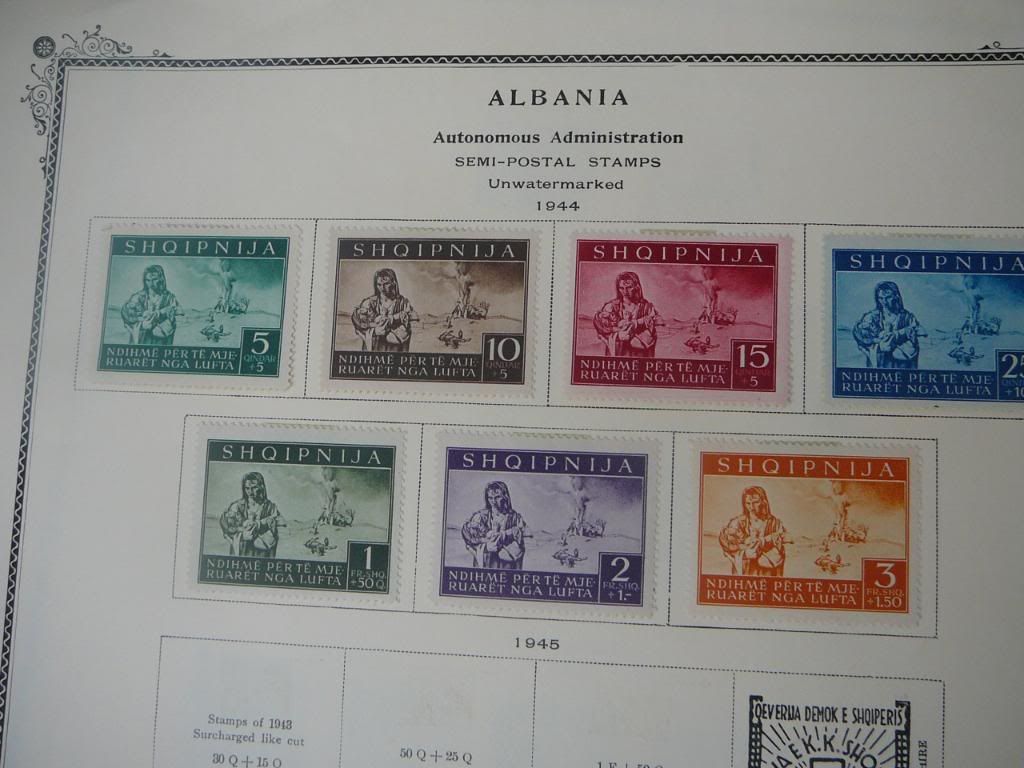 ALBANIA
Autonomous Administration
SEMI-POSTAL STAMPS
Unwatermarked
1944
SHQIPNIJA
5
QINDAR
+5
NDIHMË PËR TË MJE-
RUARËT NGA LUFTA
SHQIPNIJA
10
QINDAR
+5
NDIHMË PËR TË MJE-
RUARËT NGA LUFTA
SHQIPNIJA
15
QINDAR
+5
NDIHMË PËR TË MJE-
RUARËT NGA LUFTA
SHQIPNIJA
NDIHMË PËR TË MJE-
RUARËT NGA LUFTA
SHQIPNIJA
1
FR.SHQ.
+50Q
NDIHMË PËR TË MJE-
RUARËT NGA LUFTA
SHQIPNIJA
2
FR.SHQ.
+1.-
NDIHMË PËR TË MJE-
RUARËT NGA LUFTA
SHQIPNIJA
3
FR.SHQ.
+1.50
NDIHMË PËR TË MJE-
RUARËT NGA LUFTA
1945
Stamps of 1943
Surcharged like cut
30 Q + 15 Q
50 Q + 25 Q
QEVERIJA DEMOK E SHQIPERIS